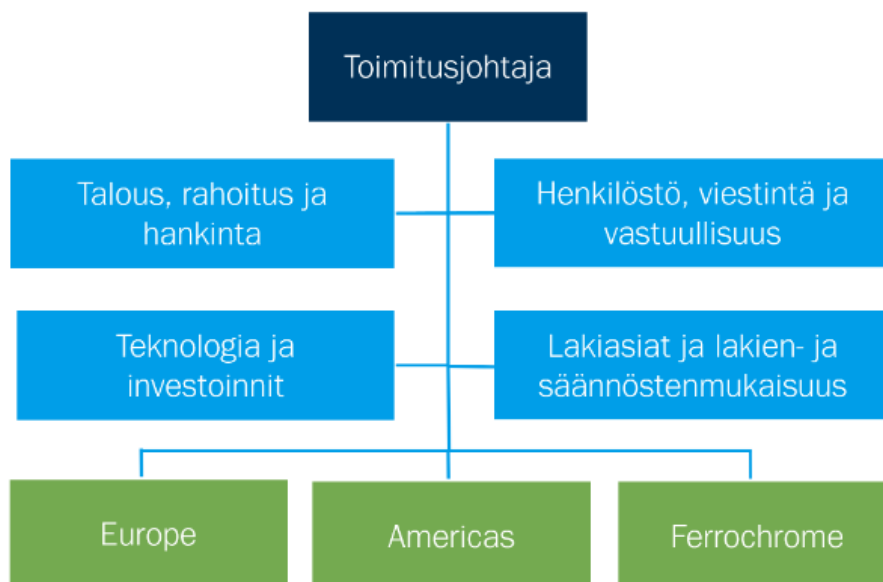 Toimitusjohtaja
Talous, rahoitus ja
hankinta
Henkilöstö, viestintä ja
vastuullisuus
Teknologia ja
investoinnit
Lakiasiat ja lakien- ja
säännöstenmukaisuus
Europe
Americas
Ferrochrome